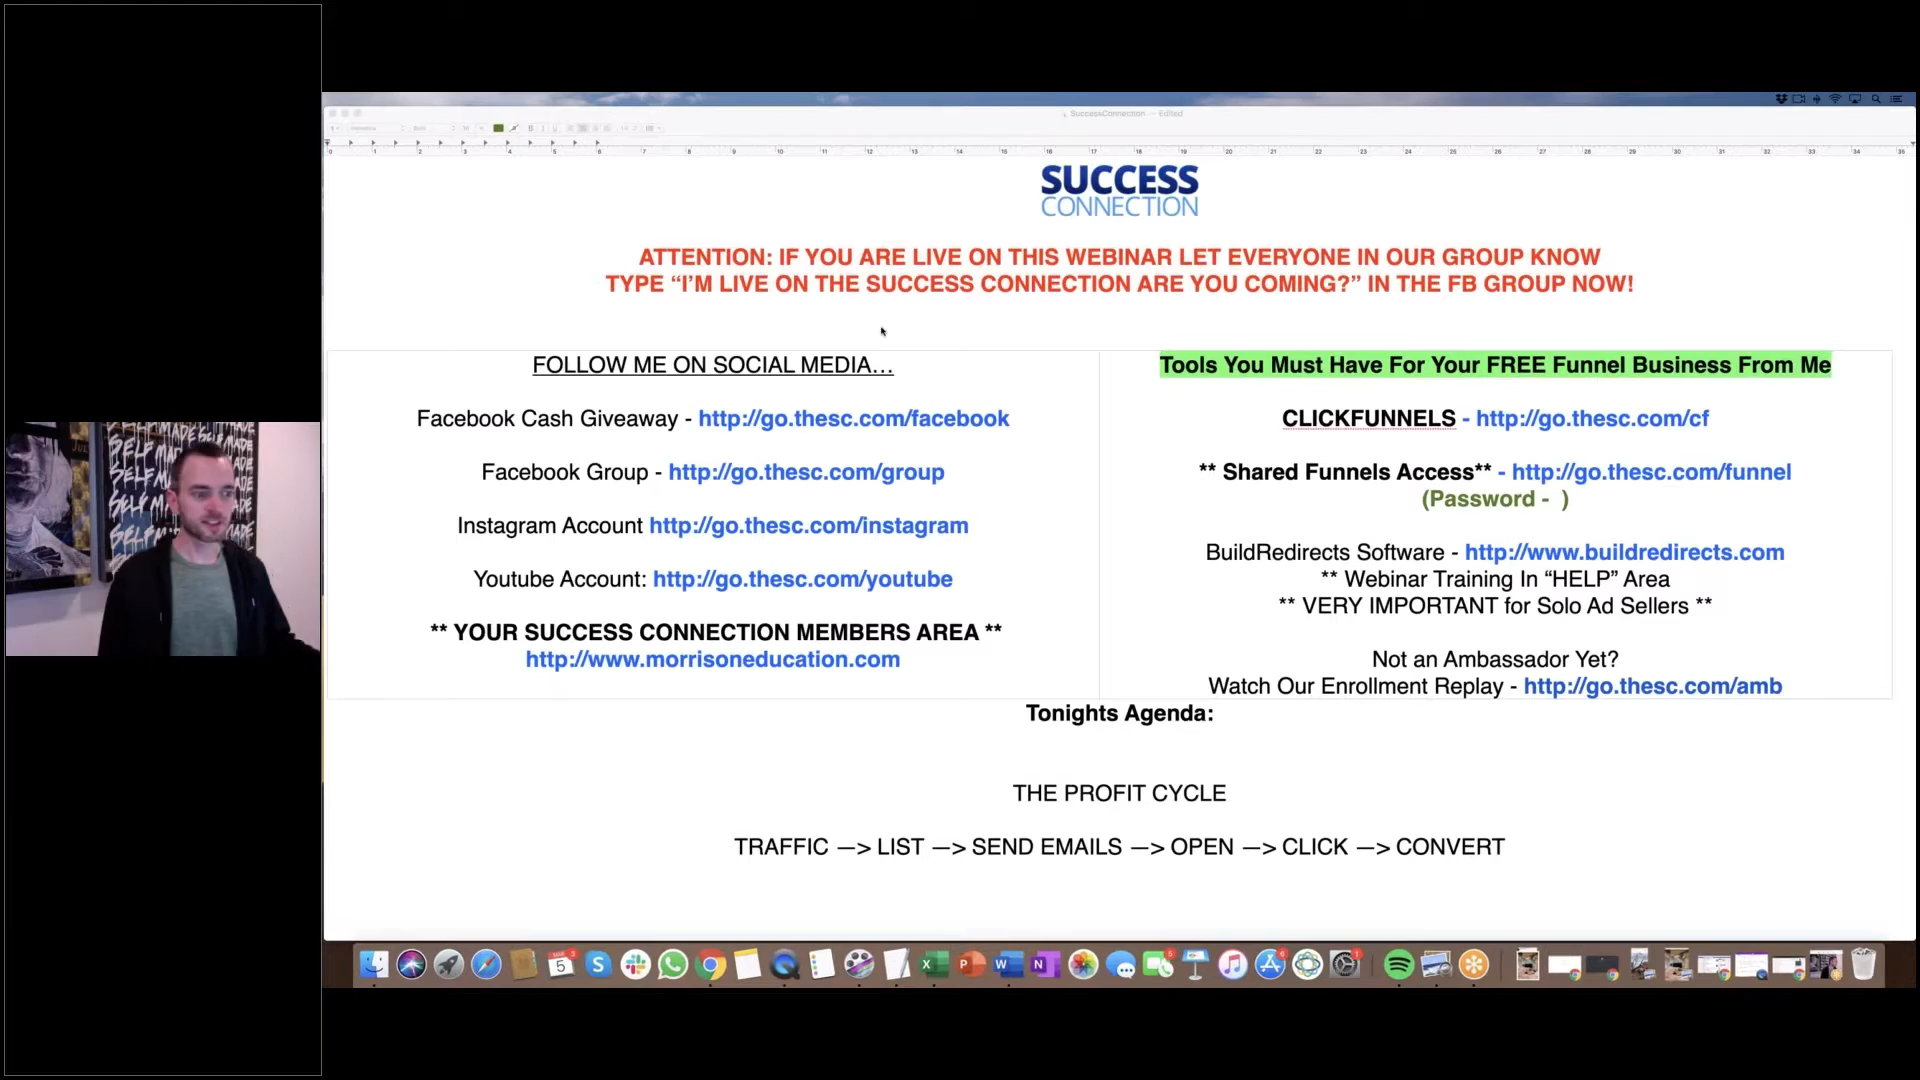 SuccessConnection — Edited
SUCCESS
CONNECTION
ATTENTION: IF YOU ARE LIVE ON THIS WEBINAR LET EVERYONE IN OUR GROUP KNOW
TYPE “I’M LIVE ON THE SUCCESS CONNECTION ARE YOU COMING?” IN THE FB GROUP NOW!
FOLLOW ME ON SOCIAL MEDIA…
Facebook Cash Giveaway - http://go.thesc.com/facebook
Facebook Group - http://go.thesc.com/group
Instagram Account http://go.thesc.com/instagram
Youtube Account: http://go.thesc.com/youtube
** YOUR SUCCESS CONNECTION MEMBERS AREA **
http://www.morrisoneducation.com
Tools You Must Have For Your FREE Funnel Business From Me
CLICKFUNNELS - http://go.thesc.com/cf
** Shared Funnels Access** - http://go.thesc.com/funnel
(Password -  )
BuildRedirects Software - http://www.buildredirects.com
** Webinar Training In “HELP” Area
** VERY IMPORTANT for Solo Ad Sellers **
Not an Ambassador Yet?
Watch Our Enrollment Replay - http://go.thesc.com/amb
Tonights Agenda:
THE PROFIT CYCLE
TRAFFIC —> LIST —> SEND EMAILS —> OPEN —> CLICK —> CONVERT
SELF MADE